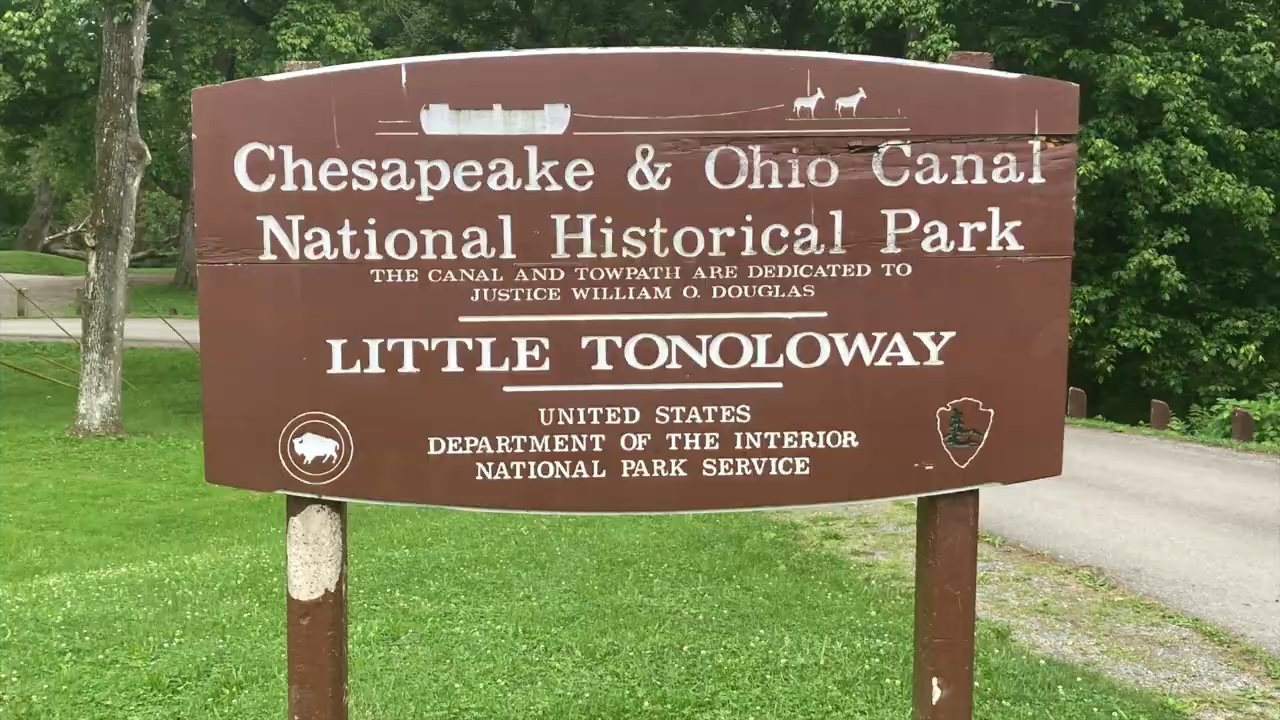 Chesapeake & Ohio Canal
National Historical Park
THE CANAL AND TOWPATH ARE DEDICATED TO
JUSTICE WILLIAM O. DOUGLAS
LITTLE TONOLOWAY
UNITED STATES
DEPARTMENT OF THE INTERIOR
NATIONAL PARK SERVICE